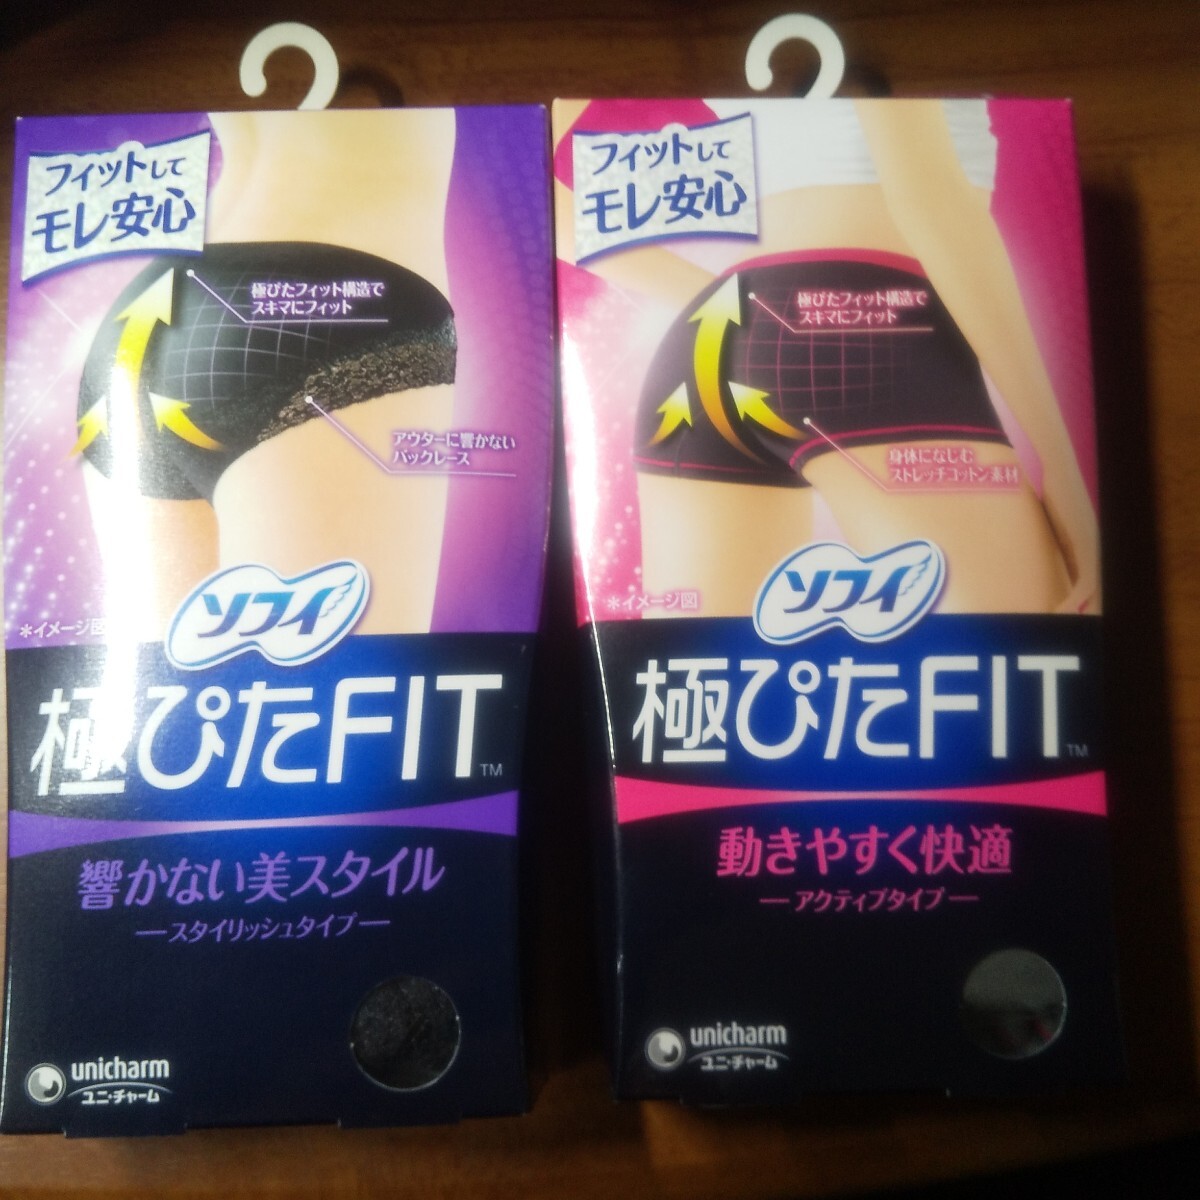 フィットして
モレ安心
極ぴたフィット構造で
スキマにフィット
アウターに響かない
バックレース
*イメージ図
ソフィ
極ぴたFIT™
響かない美スタイル
―スタイリッシュタイプ―
unicharm
ユニ・チャーム
フィットして
モレ安心
極ぴたフィット構造で
スキマにフィット
身体になじむ
ストレッチコットン素材
*イメージ図
ソフィ
極ぴたFIT™
動きやすく快適
―アクティブタイプ―
unicharm
ユニ・チャーム